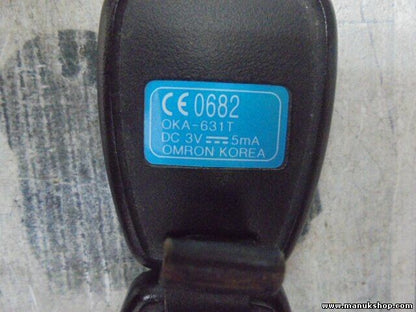 CE 0682
OKA-631T
DC 3V ⎓ 5mA
OMRON KOREA
www.manukshop.com